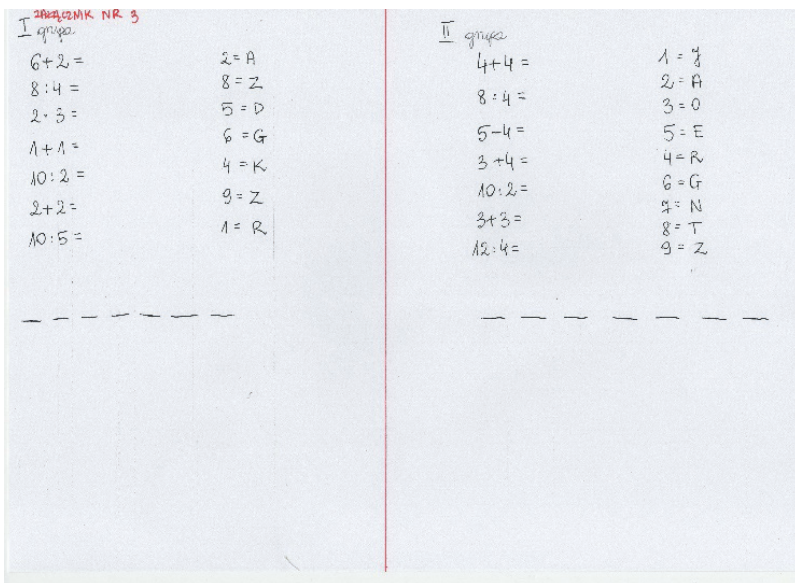 ZAŁĄCZNIK NR 3
I grupa
6+2=
8:4=
2·3=
1+1=
10:2=
2+2=
10:5=
2=A
8=Z
5=D
6=G
4=K
9=Z
1=R
II grupa
4+4=
8:4=
5-4=
3+4=
10:2=
3+3=
12:4=
1=J
2=A
3=O
5=E
4=R
6=G
7=N
8=T
9=Z